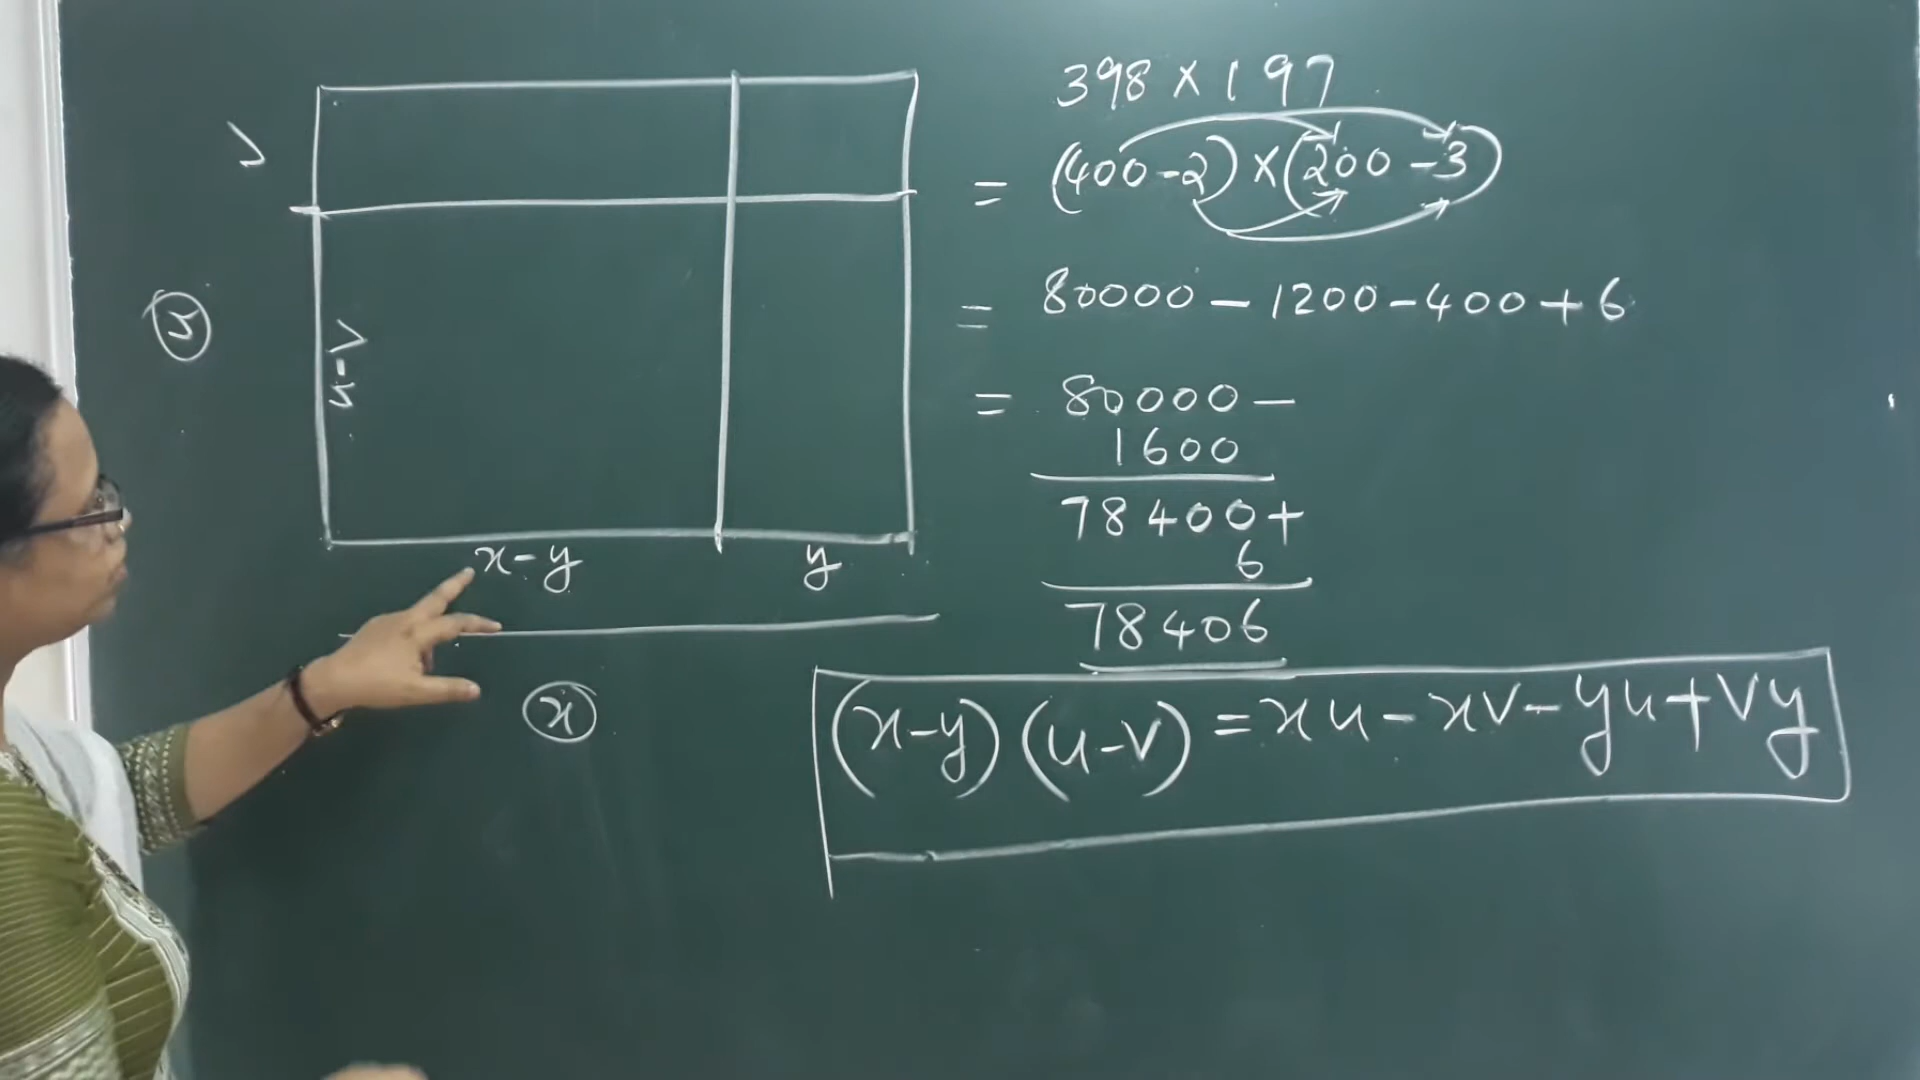 v
u
u-v
x-y
y
x
398 × 197
= (400-2) × (200-3)
= 80000 - 1200 - 400 + 6
= 80000 -
1600
78400 +
6
78406
(x-y) (u-v) = xu - xv - yu + vy